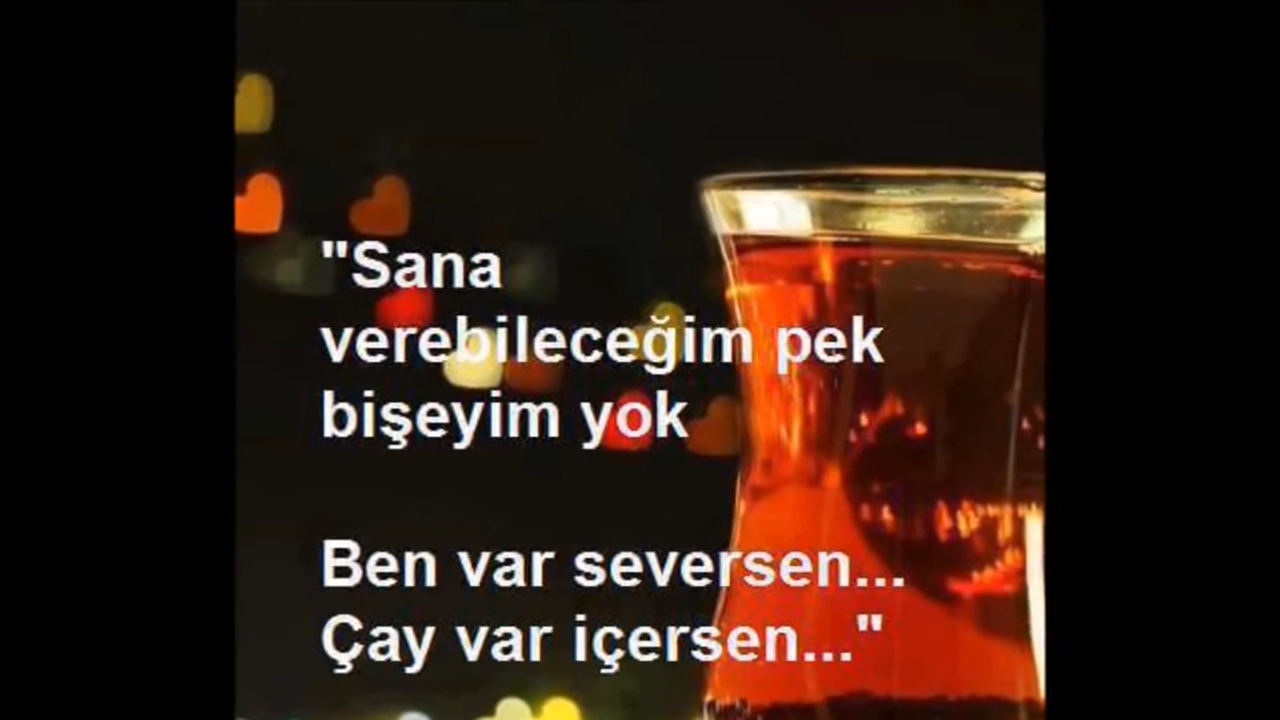 "Sana
verebileceğim pek
bişeyim yok
Ben var seversen...
Çay var içersen..."